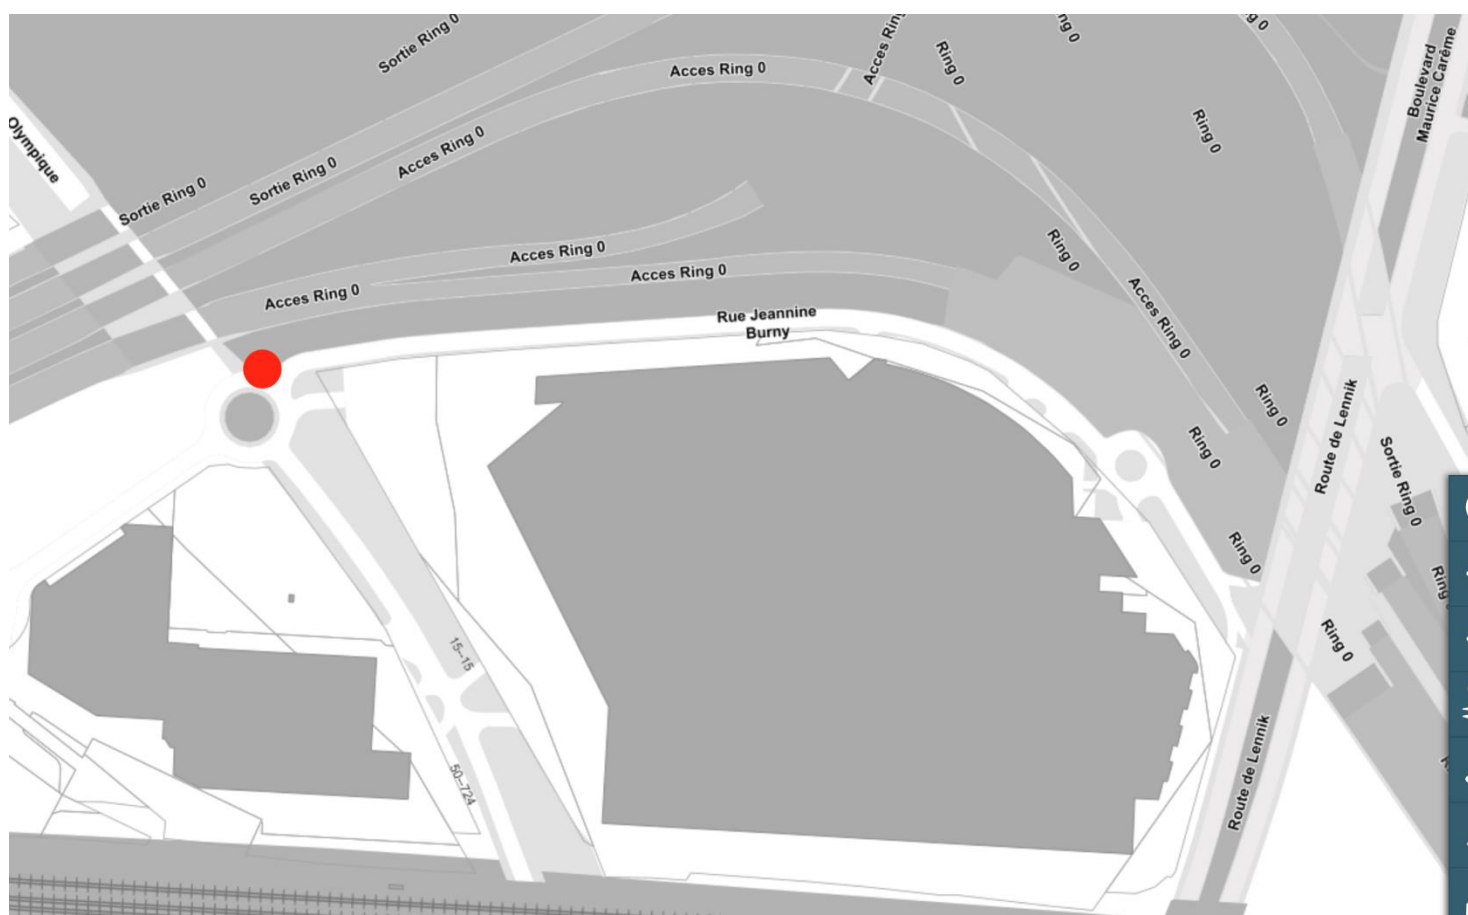 Sortie Ring 0
Acces Ring
Ring 0
Boulevard
Maurice Carême
Acces Ring 0
Ring 0
Olympique
Acces Ring 0
Sortie Ring 0
Sortie Ring 0
Acces Ring 0
Ring 0
Acces Ring 0
Acces Ring 0
Acces Ring 0
Rue Jeannine
Burny
Ring 0
Route de Lennik
Ring 0
Sortie Ring 0
Ring 0
Ring
Ring 0
15--15
50--724
Route de Lennik